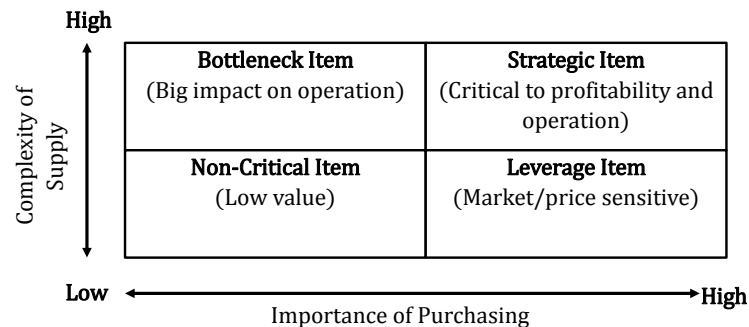 High
Bottleneck Item
(Big impact on operation)
Strategic Item
(Critical to profitability and
operation)
Complexity of
Supply
Non-Critical Item
(Low value)
Leverage Item
(Market/price sensitive)
Low
High
Importance of Purchasing